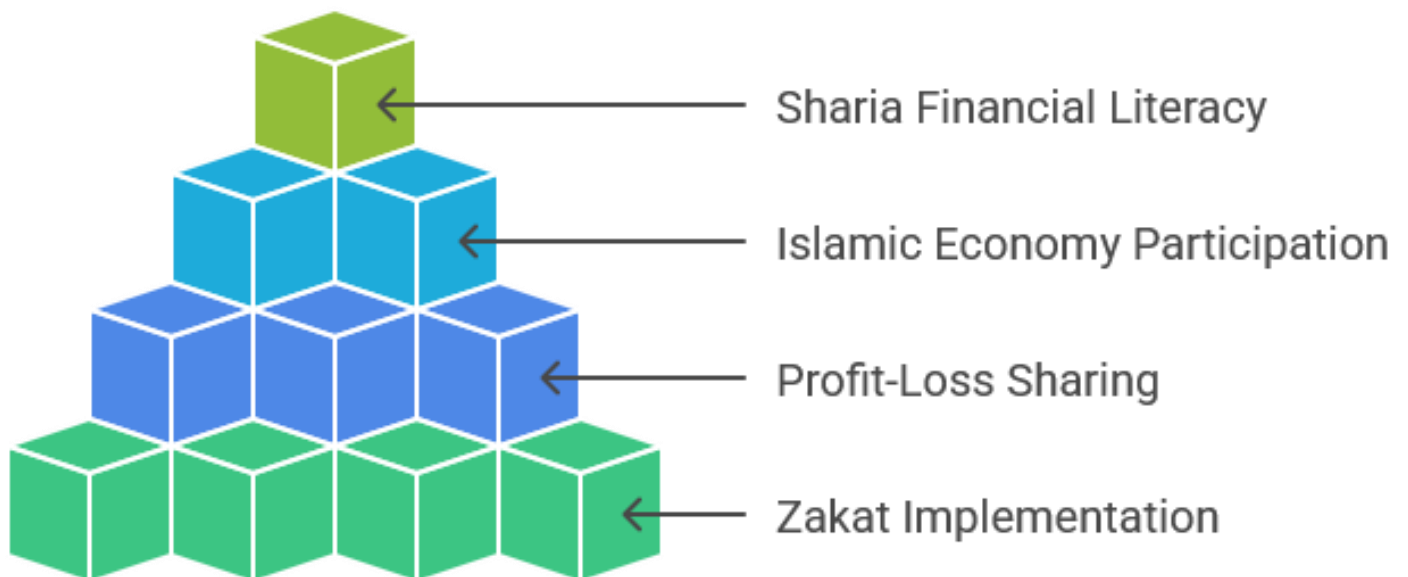 Sharia Financial Literacy
Islamic Economy Participation
Profit-Loss Sharing
Zakat Implementation